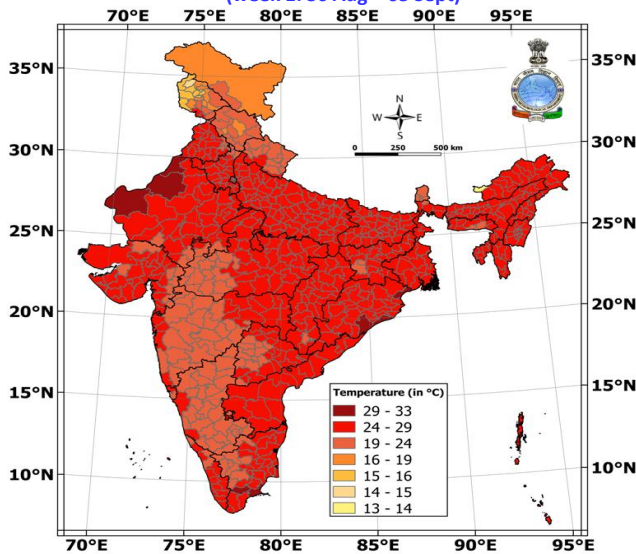 70°E 75°E 80°E 85°E 90°E 95°E
35°N 35°N
N
W E
S
0 250 500 km
30°N 30°N
25°N 25°N
20°N 20°N
15°N 15°N
Temperature (in °C)
29 - 33
24 - 29
19 - 24
16 - 19
15 - 16
14 - 15
13 - 14
10°N 10°N
70°E 75°E 80°E 85°E 90°E 95°E